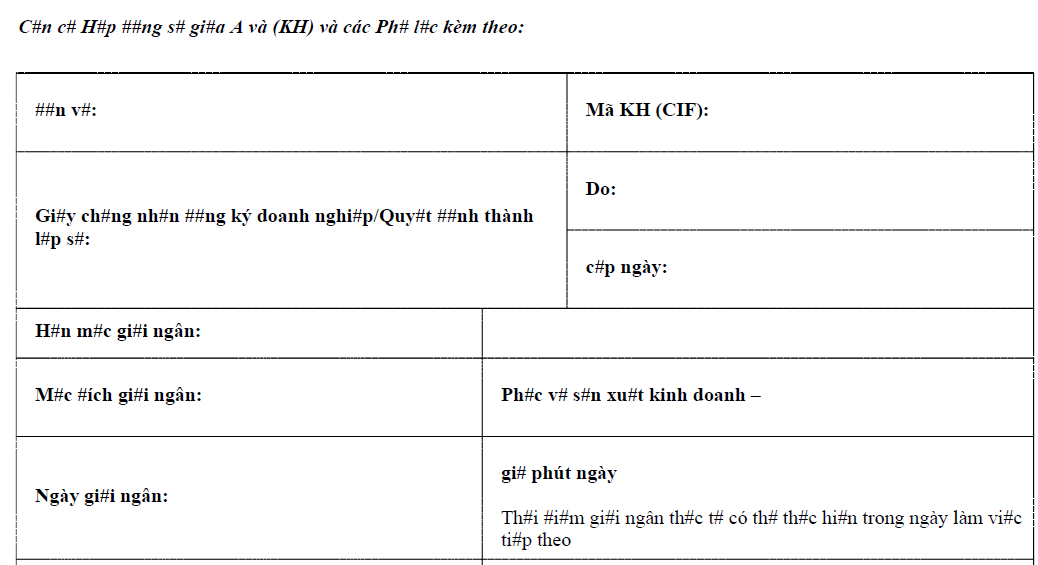 C#n c# H#p ##ng s# gi#a A và (KH) và các Ph# l#c kèm theo:
##n v#:
Mã KH (CIF):
Gi#y ch#ng nh#n ##ng ký doanh nghi#p/Quy#t ##nh thành
l#p s#:
Do:
c#p ngày:
H#n m#c gi#i ngân:
M#c #ích gi#i ngân:
Ph#c v# s#n xu#t kinh doanh –
Ngày gi#i ngân:
gi# phút ngày
Th#i #i#m gi#i ngân th#c t# có th# th#c hi#n trong ngày làm vi#c
ti#p theo